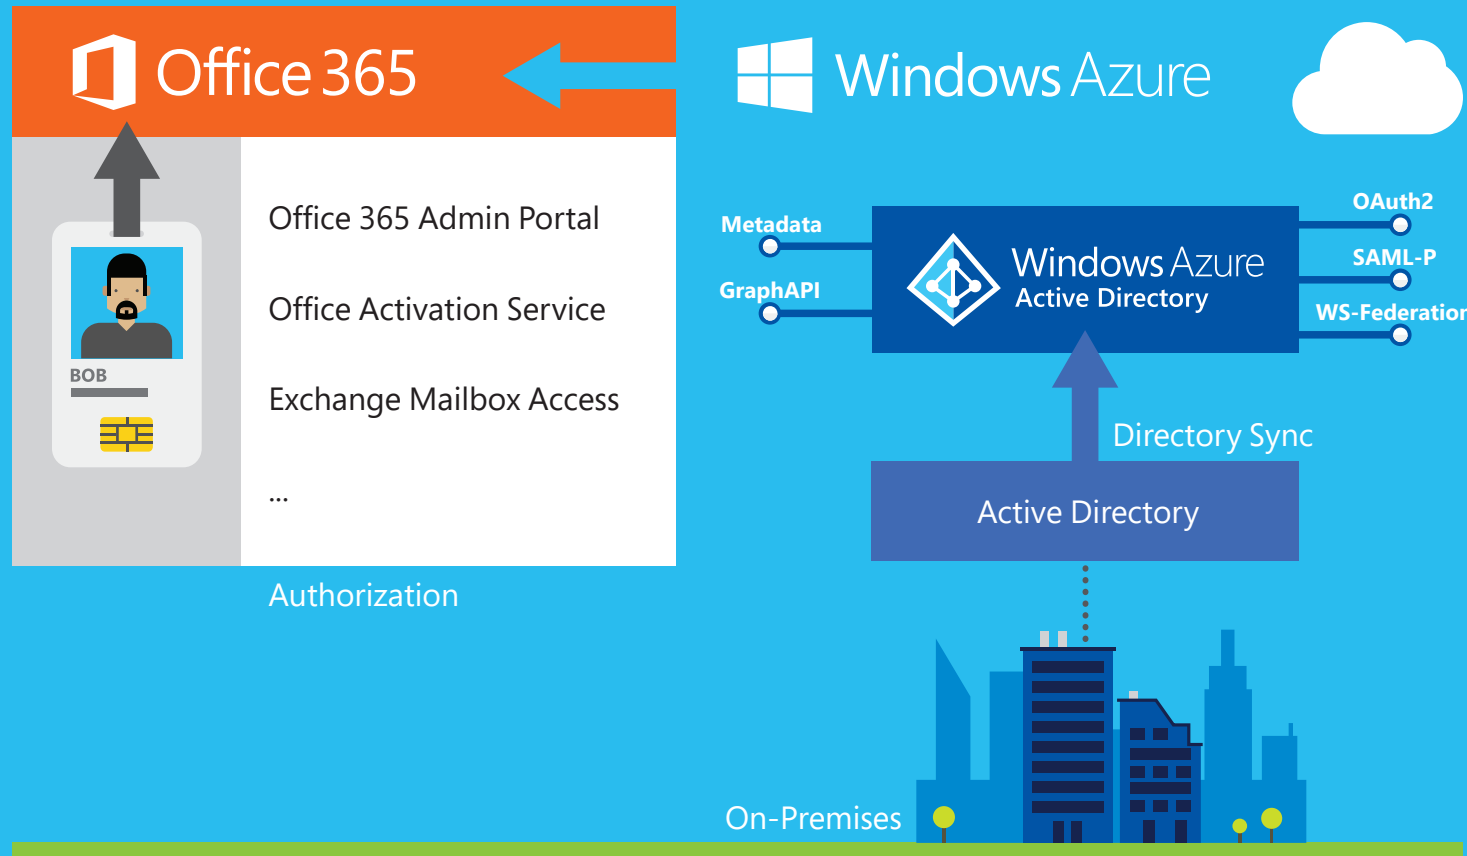 Office 365
Windows Azure
BOB
Office 365 Admin Portal
Office Activation Service
Exchange Mailbox Access
...
Authorization
Metadata
GraphAPI
Windows Azure
Active Directory
OAuth2
SAML-P
WS-Federation
Directory Sync
Active Directory
On-Premises